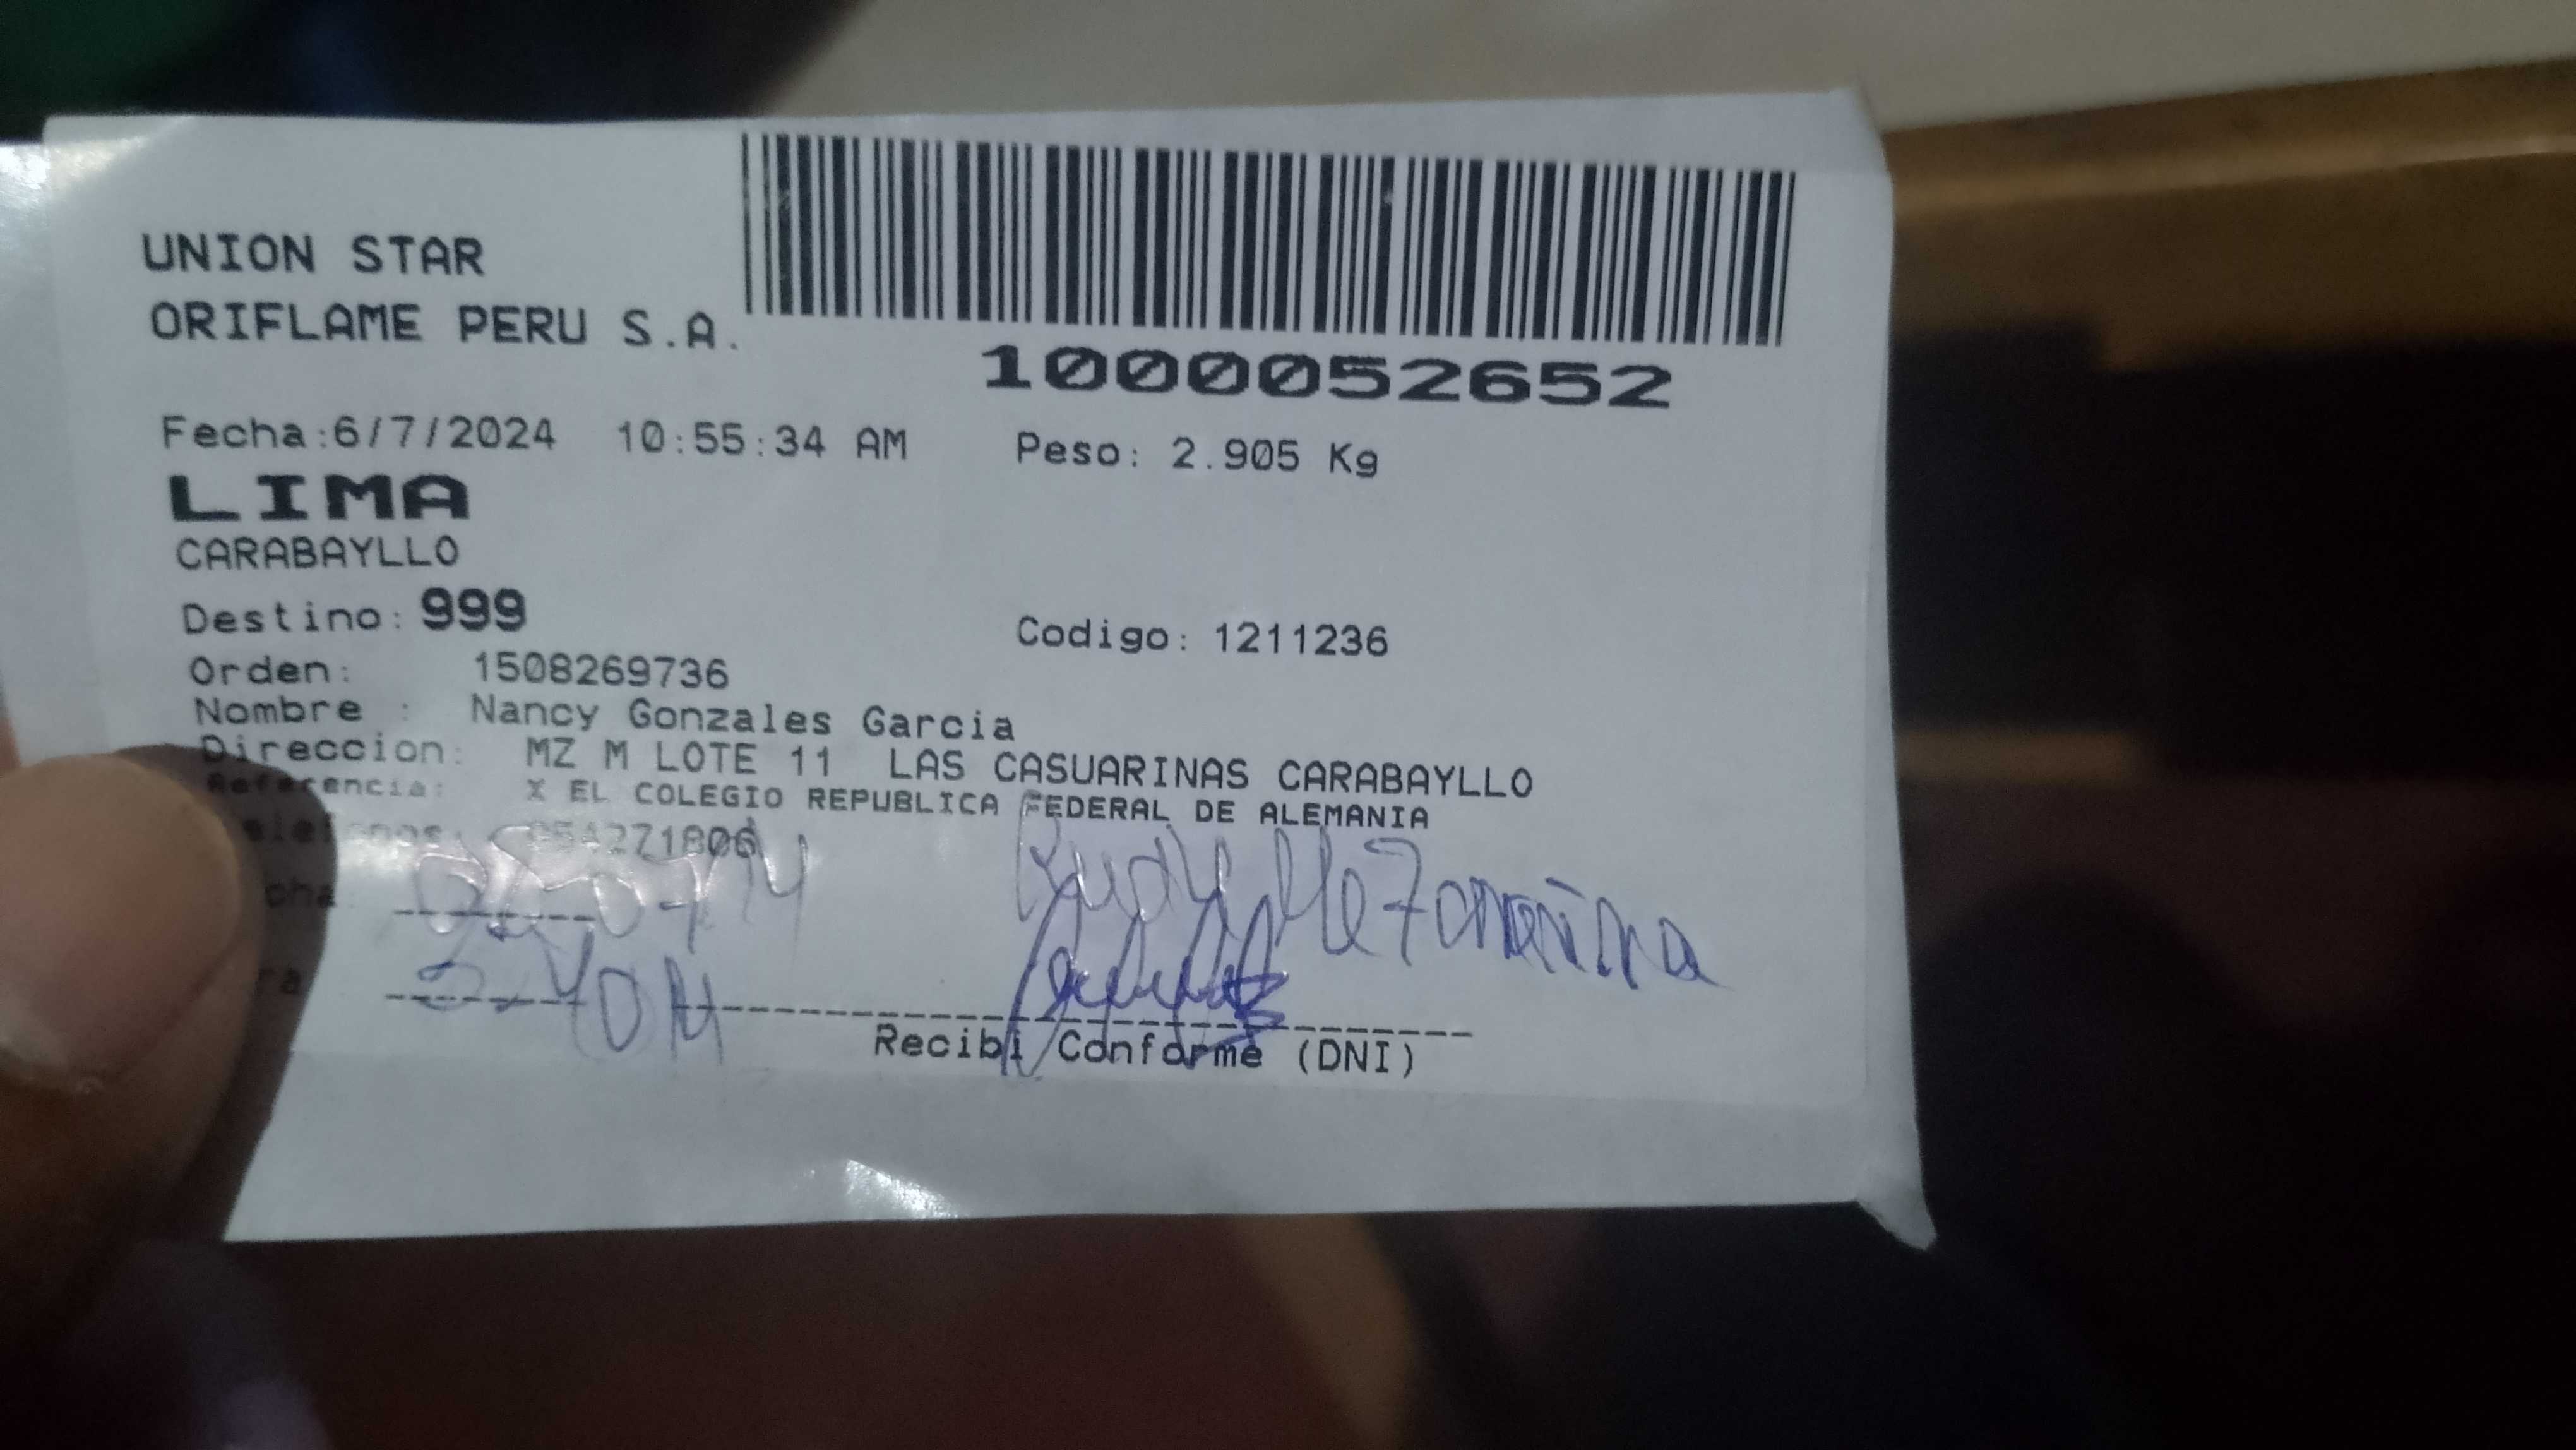 UNION STAR
ORIFLAME PERU S.A.
1000052652
Fecha:6/7/2024 10:55:34 AM Peso: 2.905 Kg
LIMA
CARABAYLLO
Destino: 999
Codigo: 1211236
Orden: 1508269736
Nombre : Nancy Gonzales Garcia
Direccion: MZ M LOTE 11 LAS CASUARINAS CARABAYLLO
Referencia: X EL COLEGIO REPUBLICA FEDERAL DE ALEMANIA
Recibi Conforme (DNI)